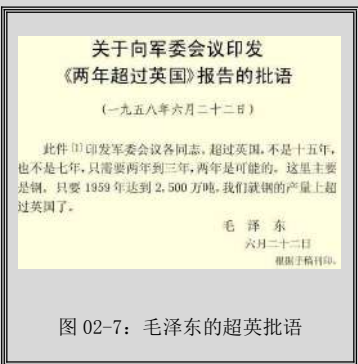 关于向军委会议印发
《两年超过英国》报告的批语
(一九五八年六月二十二日)
此件[1]印发军委会议各同志。超过英国,不是十五年,
也不是七年,只需要两年到三年,两年是可能的。这里主要
是钢。只要1959年达到2,500万吨,我们就钢的产量上超
过英国了。
毛 泽 东
六月二十二日
根据手稿刊印。
图 02-7:毛泽东的超英批语